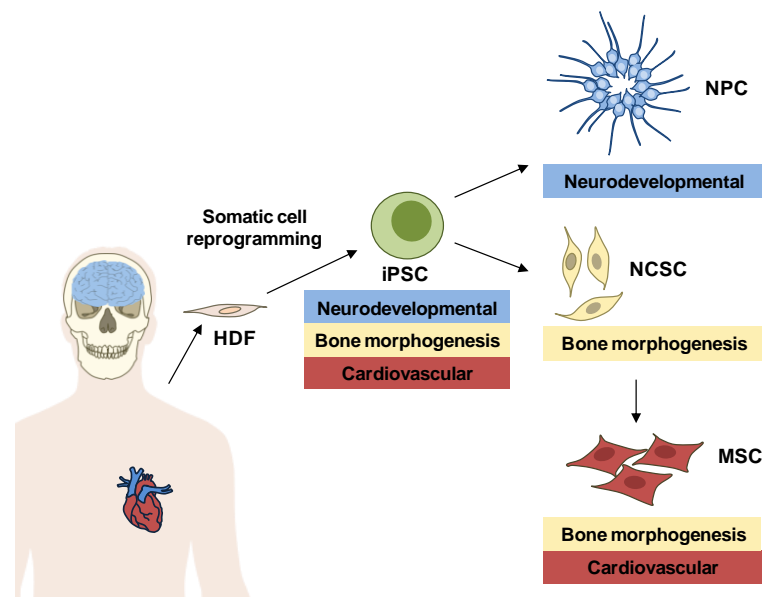 NPC
Neurodevelopmental
Somatic cell
reprogramming
iPSC
NCSC
HDF
Neurodevelopmental
Bone morphogenesis
Cardiovascular
Bone morphogenesis
MSC
Bone morphogenesis
Cardiovascular